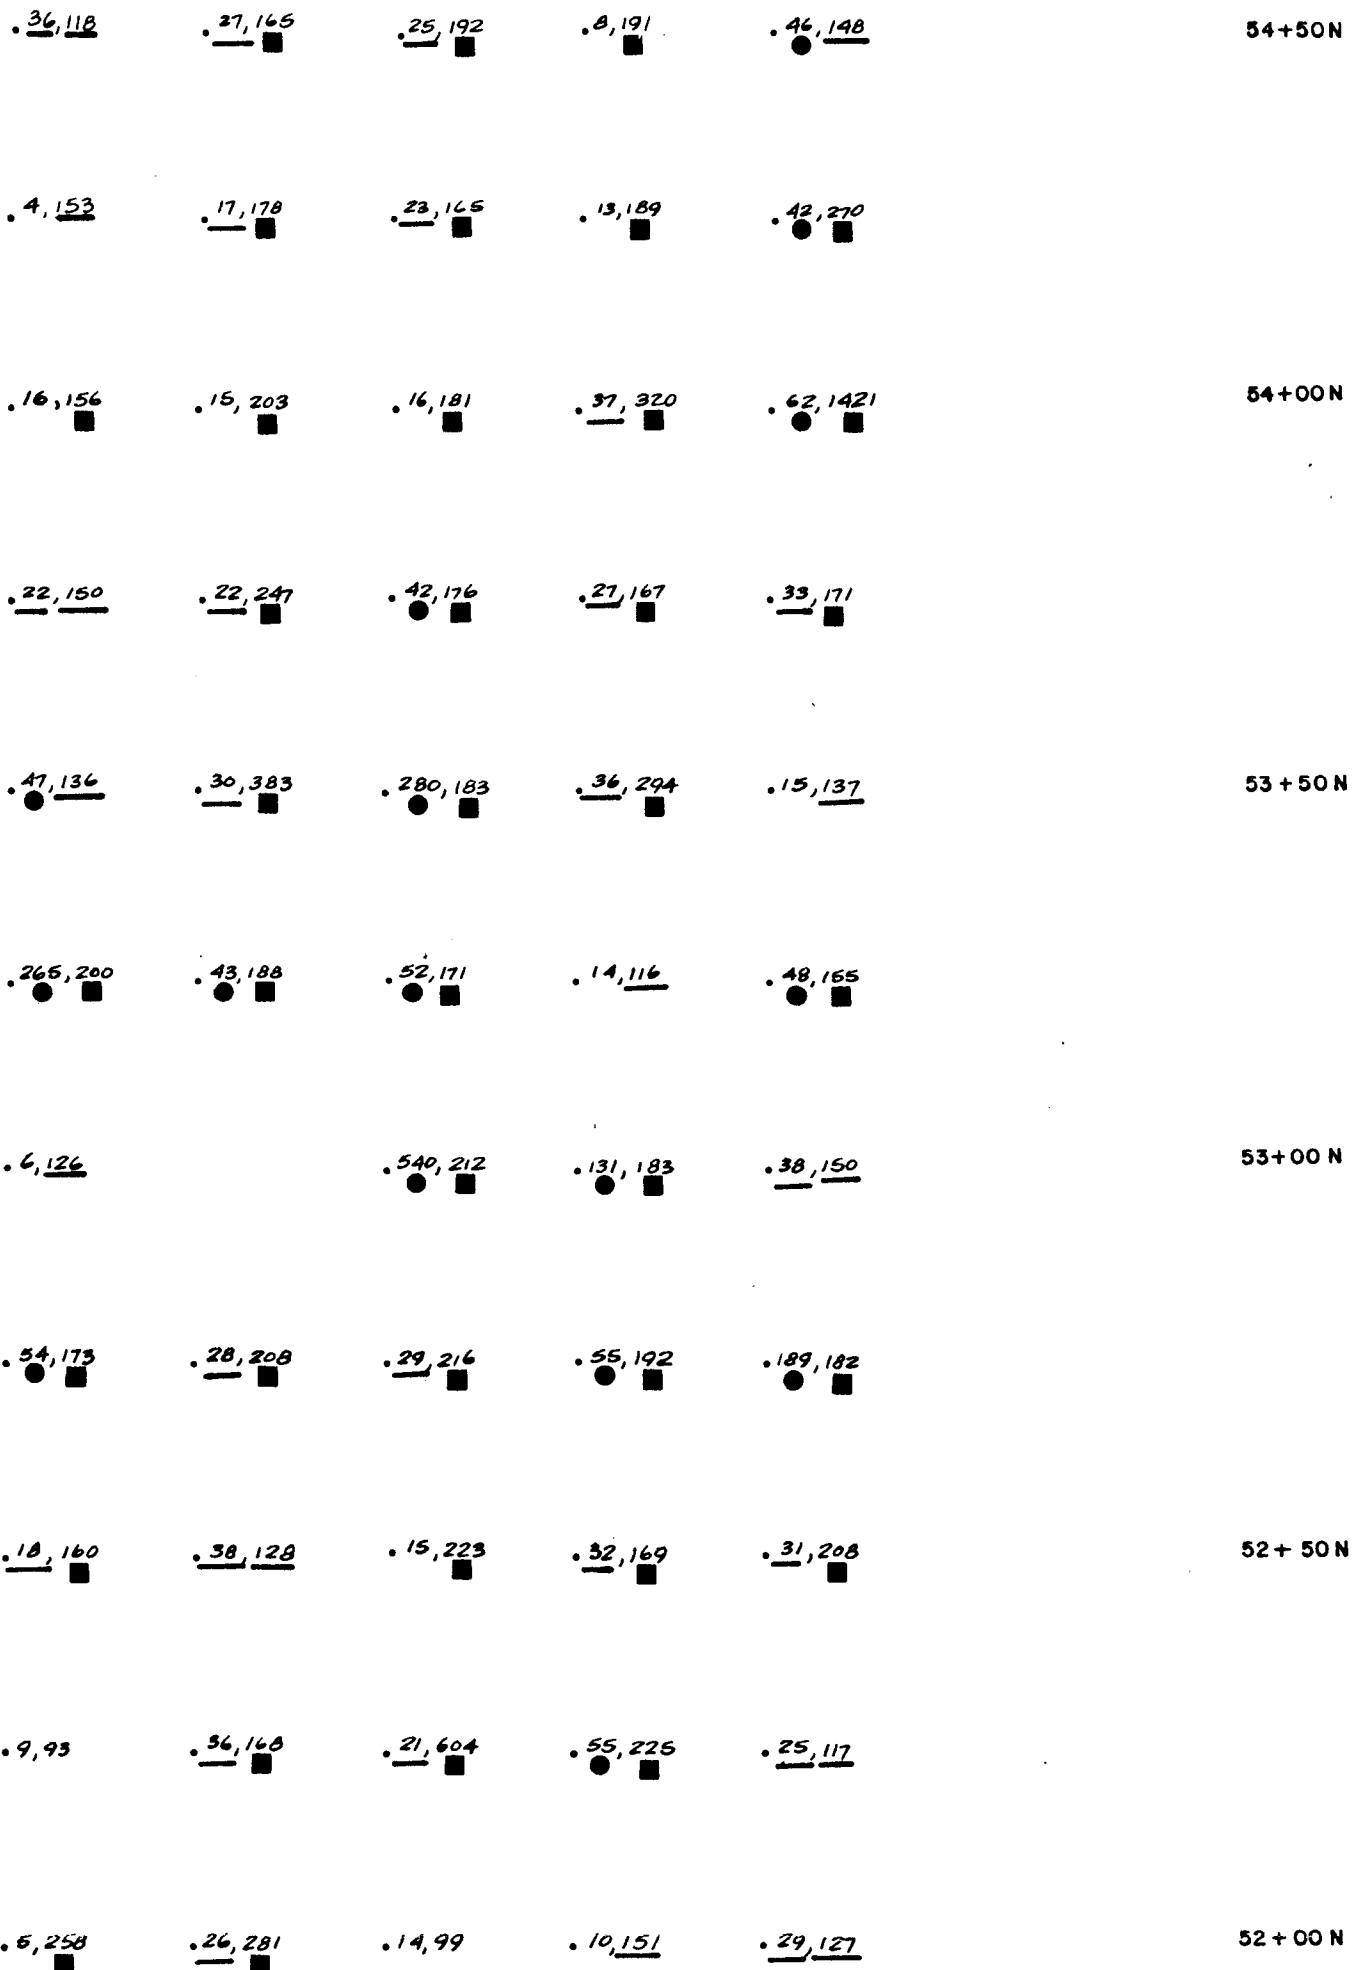 36,118 27,165 25,192 8,191 46,148 54+50N
4,153 17,178 23,165 13,189 42,270
16,156 15,203 16,181 37,320 62,1421 54+00N
22,150 22,247 42,176 27,167 33,171
47,136 30,383 280,183 36,294 15,137 53+50N
265,200 43,188 52,171 14,116 48,155
6,126 540,212 131,183 38,150 53+00N
54,173 28,208 29,216 55,192 189,182
18,160 38,128 15,223 32,169 31,208 52+50N
9,93 36,168 21,604 55,225 25,117
5,258 26,281 14,99 10,151 29,127 52+00N